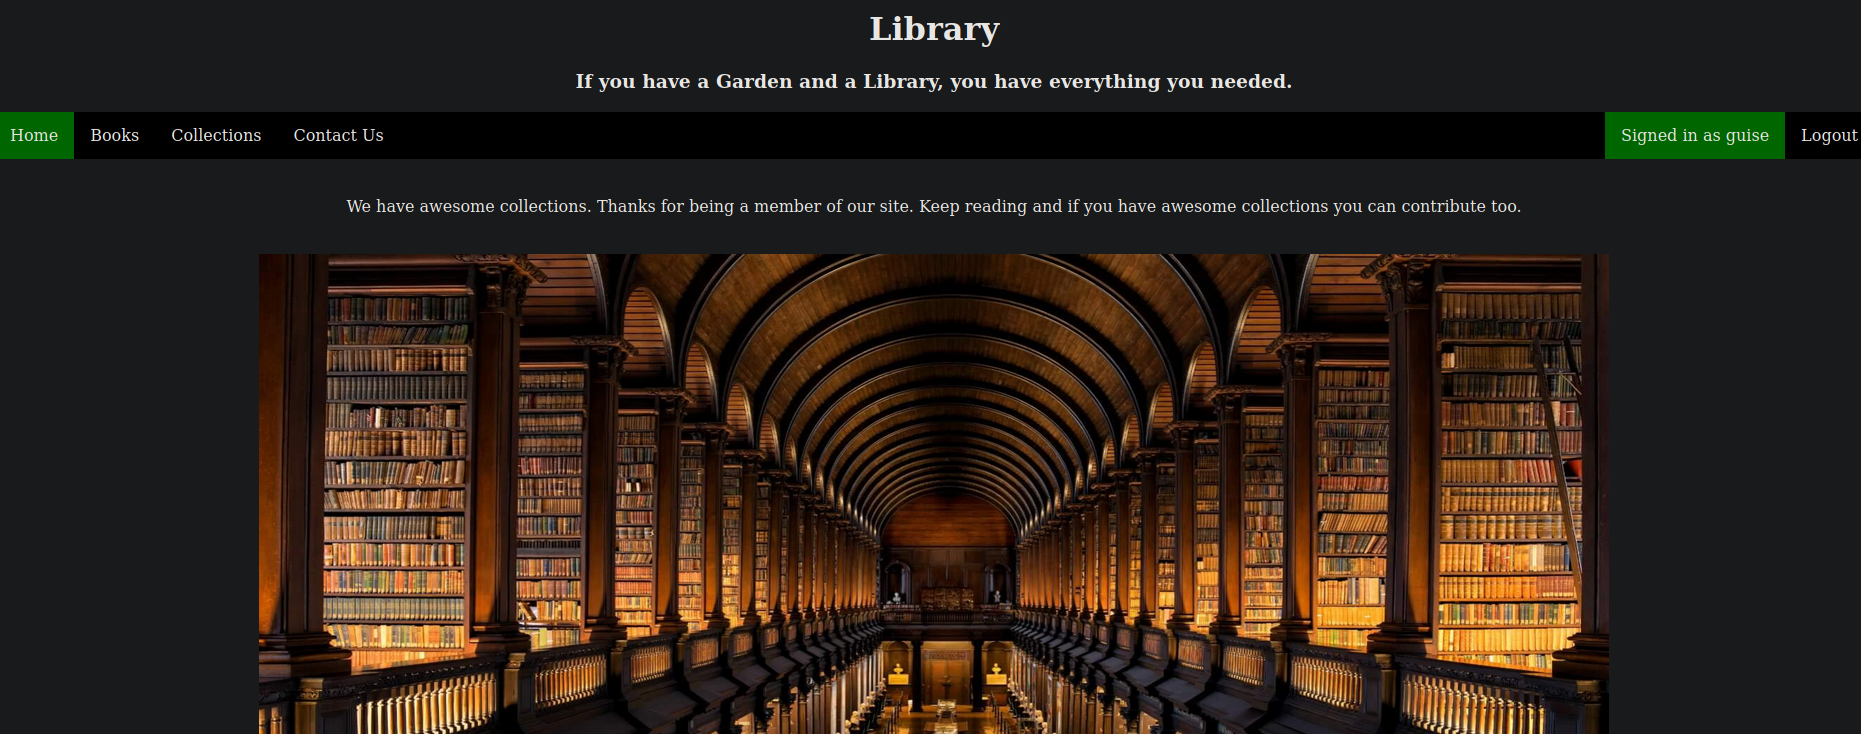 Library
If you have a Garden and a Library, you have everything you needed.
Home Books Collections Contact Us Signed in as guise Logout
We have awesome collections. Thanks for being a member of our site. Keep reading and if you have awesome collections you can contribute too.